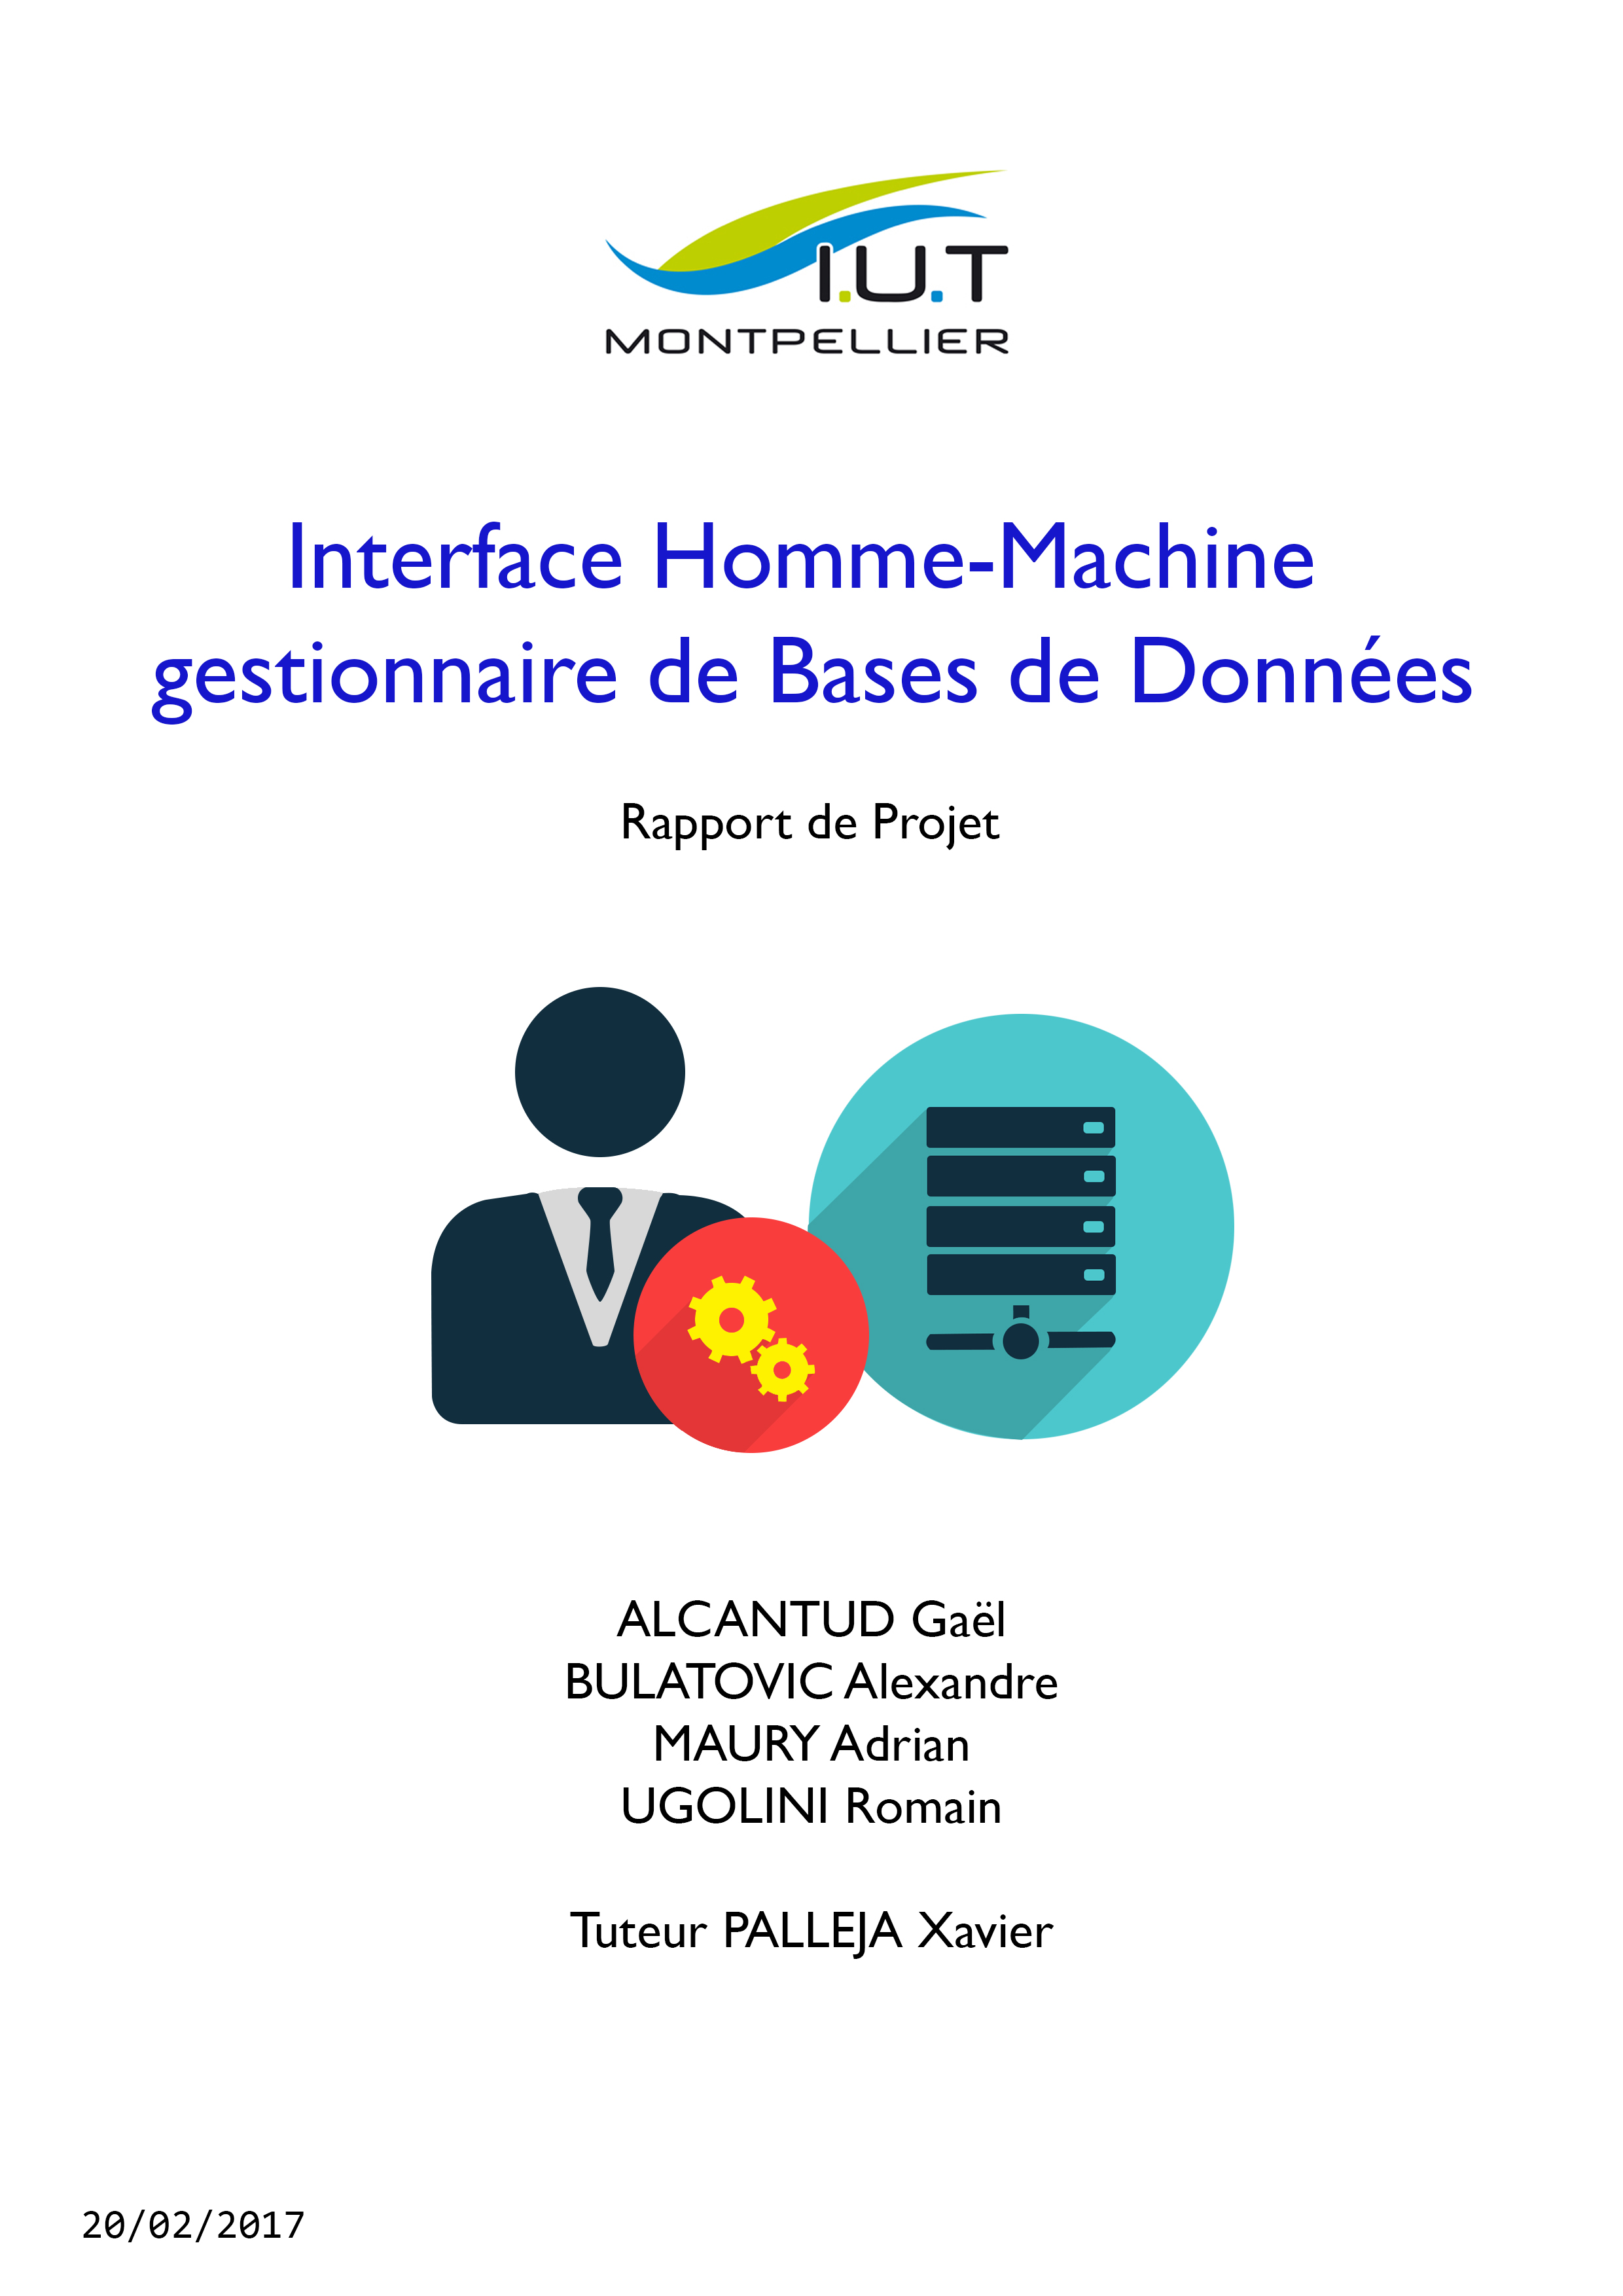 I.U.T
MONTPELLIER
Interface Homme-Machine
gestionnaire de Bases de Données
Rapport de Projet
ALCANTUD Gaël
BULATOVIC Alexandre
MAURY Adrian
UGOLINI Romain
Tuteur PALLEJA Xavier
20/02/2017